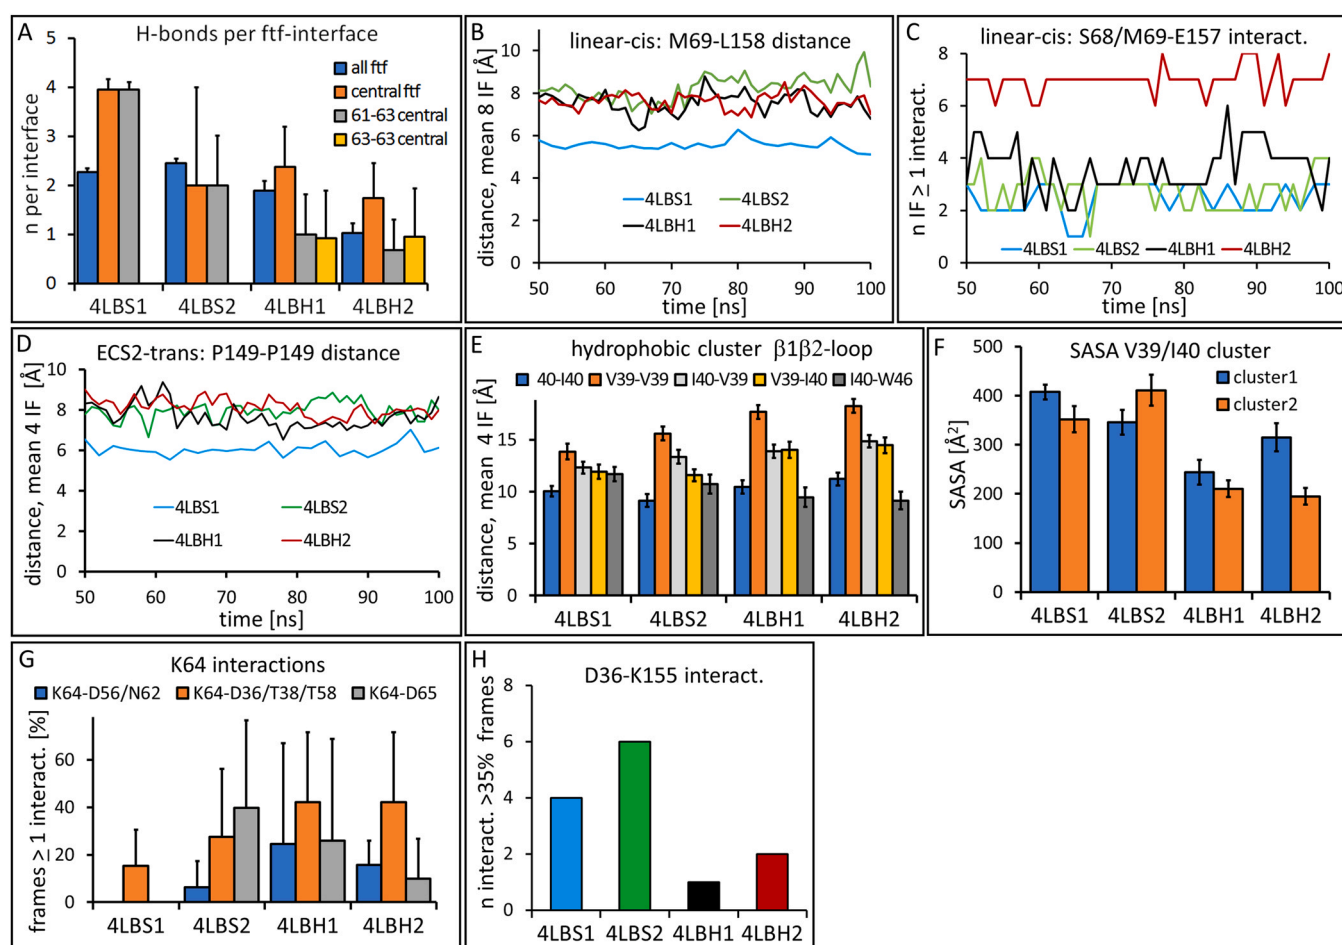 A
H-bonds per ftf-interface
n per interface
5
4
3
2
1
0
all ftf
central ftf
61-63 central
63-63 central
4LBS1 4LBS2 4LBH1 4LBH2
B
linear-cis: M69-L158 distance
distance, mean 8 IF [Å]
10
8
6
4
2
0
4LBS1 4LBS2
4LBH1 4LBH2
50 60 70 80 90 100
time [ns]
C
linear-cis: S68/M69-E157 interact.
n IF ≥ 1 interact.
8
6
4
2
0
4LBS1 4LBS2 4LBH1 4LBH2
50 60 70 80 90 100
time [ns]
D
ECS2-trans: P149-P149 distance
distance, mean 4 IF [Å]
10
8
6
4
2
0
4LBS1 4LBS2
4LBH1 4LBH2
50 60 70 80 90 100
time [ns]
E
hydrophobic cluster β1β2-loop
40-I40 V39-V39 I40-V39 V39-I40 I40-W46
distance, mean 4 IF [Å]
15
10
5
0
4LBS1 4LBS2 4LBH1 4LBH2
F
SASA V39/I40 cluster
SASA [Å²]
500
400
300
200
100
0
cluster1
cluster2
4LBS1 4LBS2 4LBH1 4LBH2
G
K64 interactions
K64-D56/N62 K64-D36/T38/T58 K64-D65
frames ≥ 1 interact. [%]
60
40
20
0
4LBS1 4LBS2 4LBH1 4LBH2
H
D36-K155 interact.
n interact. >35% frames
8
6
4
2
0
4LBS1 4LBS2 4LBH1 4LBH2